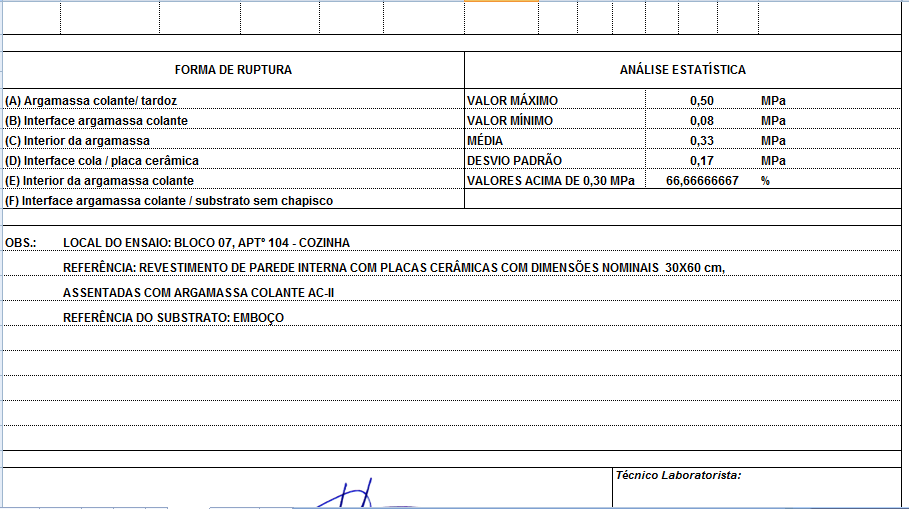 FORMA DE RUPTURA ANÁLISE ESTATÍSTICA
(A) Argamassa colante/ tardoz VALOR MÁXIMO 0,50 MPa
(B) Interface argamassa colante VALOR MÍNIMO 0,08 MPa
(C) Interior da argamassa MÉDIA 0,33 MPa
(D) Interface cola / placa cerâmica DESVIO PADRÃO 0,17 MPa
(E) Interior da argamassa colante VALORES ACIMA DE 0,30 MPa 66,66666667 %
(F) Interface argamassa colante / substrato sem chapisco
OBS.: LOCAL DO ENSAIO: BLOCO 07, APTº 104 - COZINHA
REFERÊNCIA: REVESTIMENTO DE PAREDE INTERNA COM PLACAS CERÂMICAS COM DIMENSÕES NOMINAIS 30X60 cm,
ASSENTADAS COM ARGAMASSA COLANTE AC-II
REFERÊNCIA DO SUBSTRATO: EMBOÇO
Técnico Laboratorista: